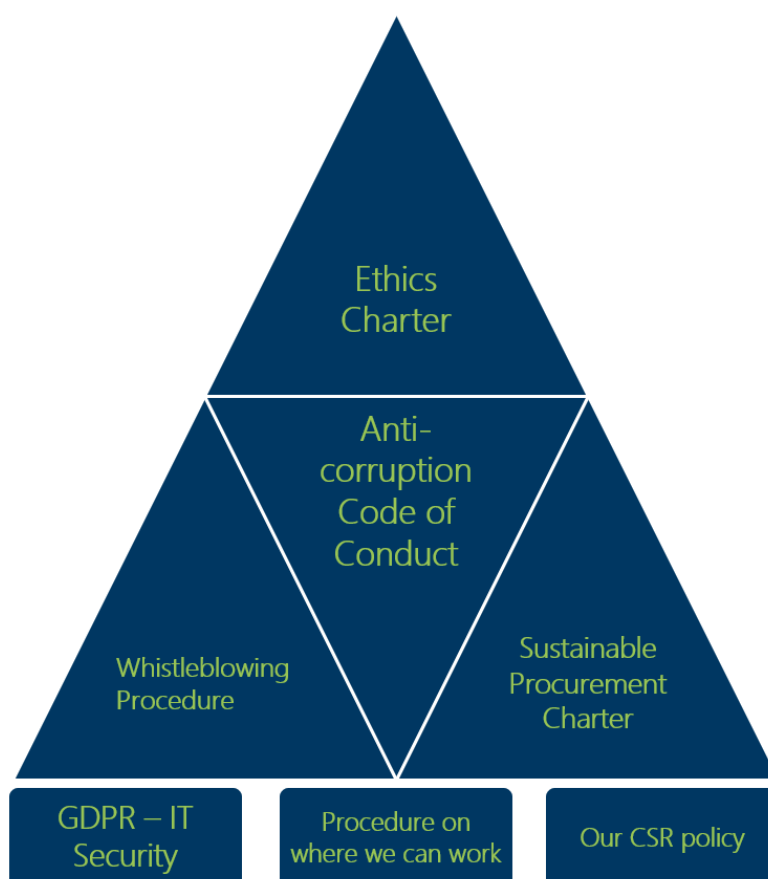 Ethics
Charter
Anti-
corruption
Code of
Conduct
Whistleblowing
Procedure
Sustainable
Procurement
Charter
GDPR – IT
Security
Procedure on
where we can work
Our CSR policy